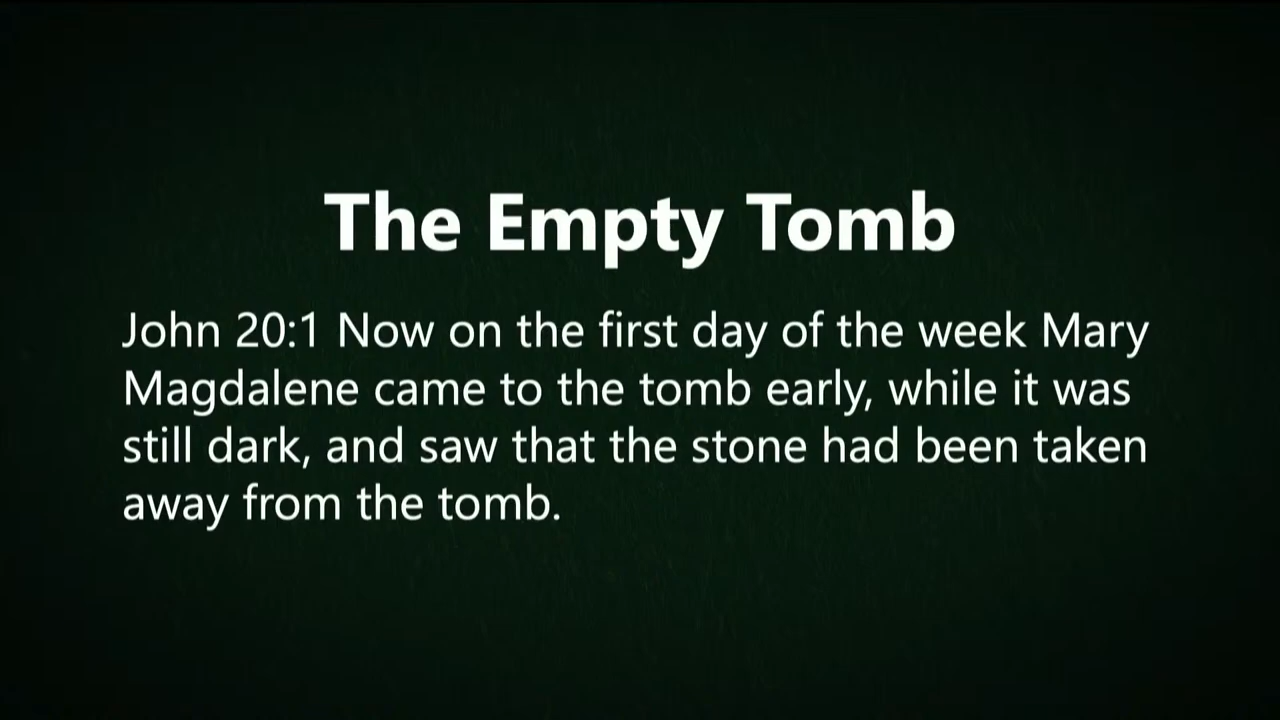 The Empty Tomb
John 20:1 Now on the first day of the week Mary
Magdalene came to the tomb early, while it was
still dark, and saw that the stone had been taken
away from the tomb.